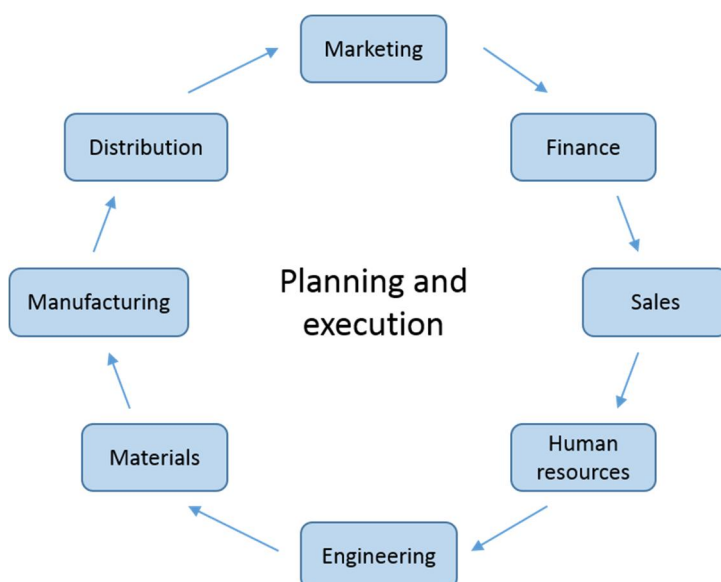 Marketing
Distribution
Finance
Planning and
execution
Manufacturing
Sales
Materials
Human
resources
Engineering